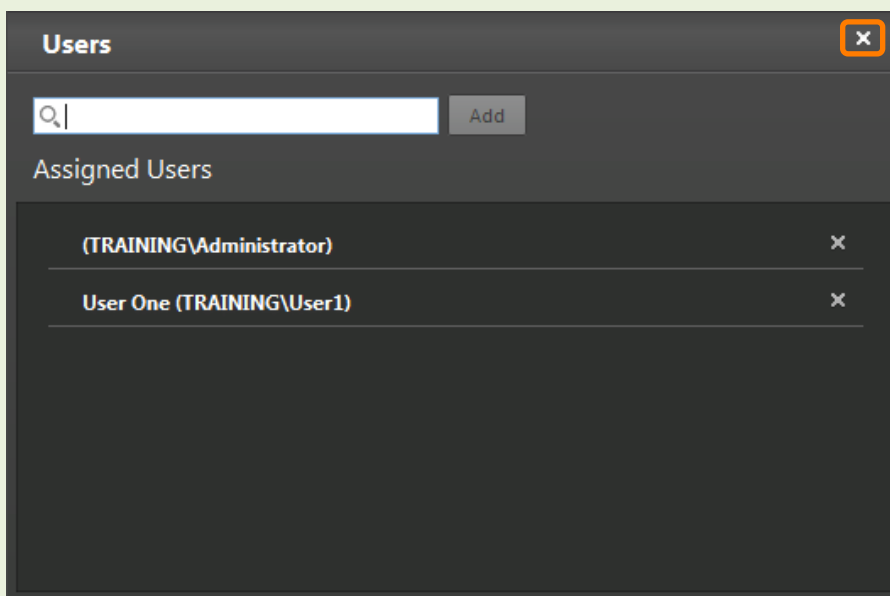 Users
Add
Assigned Users
(TRAINING\Administrator)
User One (TRAINING\User1)